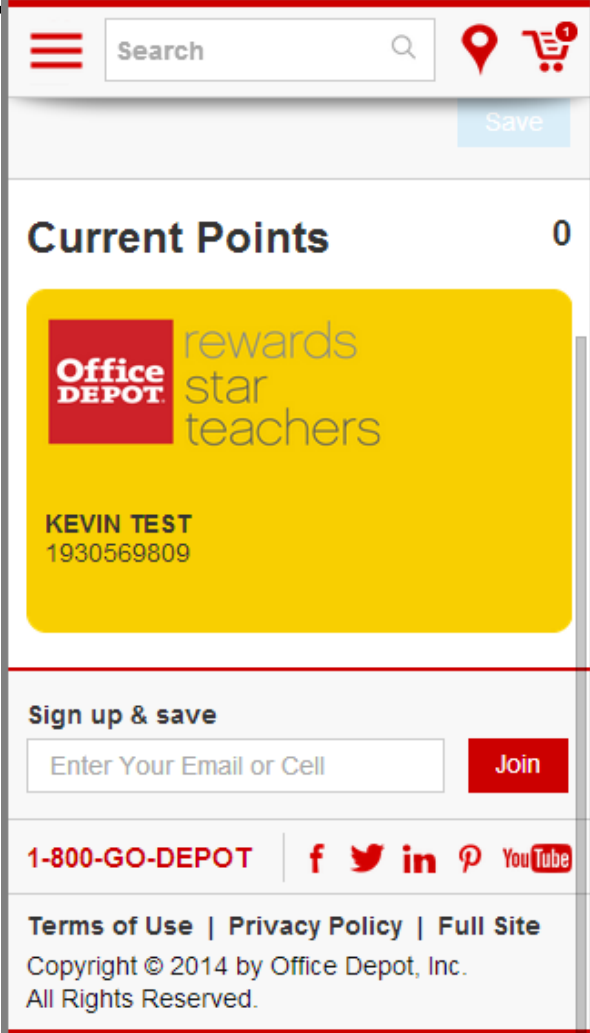 Search
1
Save
Current Points 0
Office
DEPOT.
rewards
star
teachers
KEVIN TEST
1930569809
Sign up & save
Enter Your Email or Cell Join
1-800-GO-DEPOT f in YouTube
Terms of Use | Privacy Policy | Full Site
Copyright © 2014 by Office Depot, Inc.
All Rights Reserved.